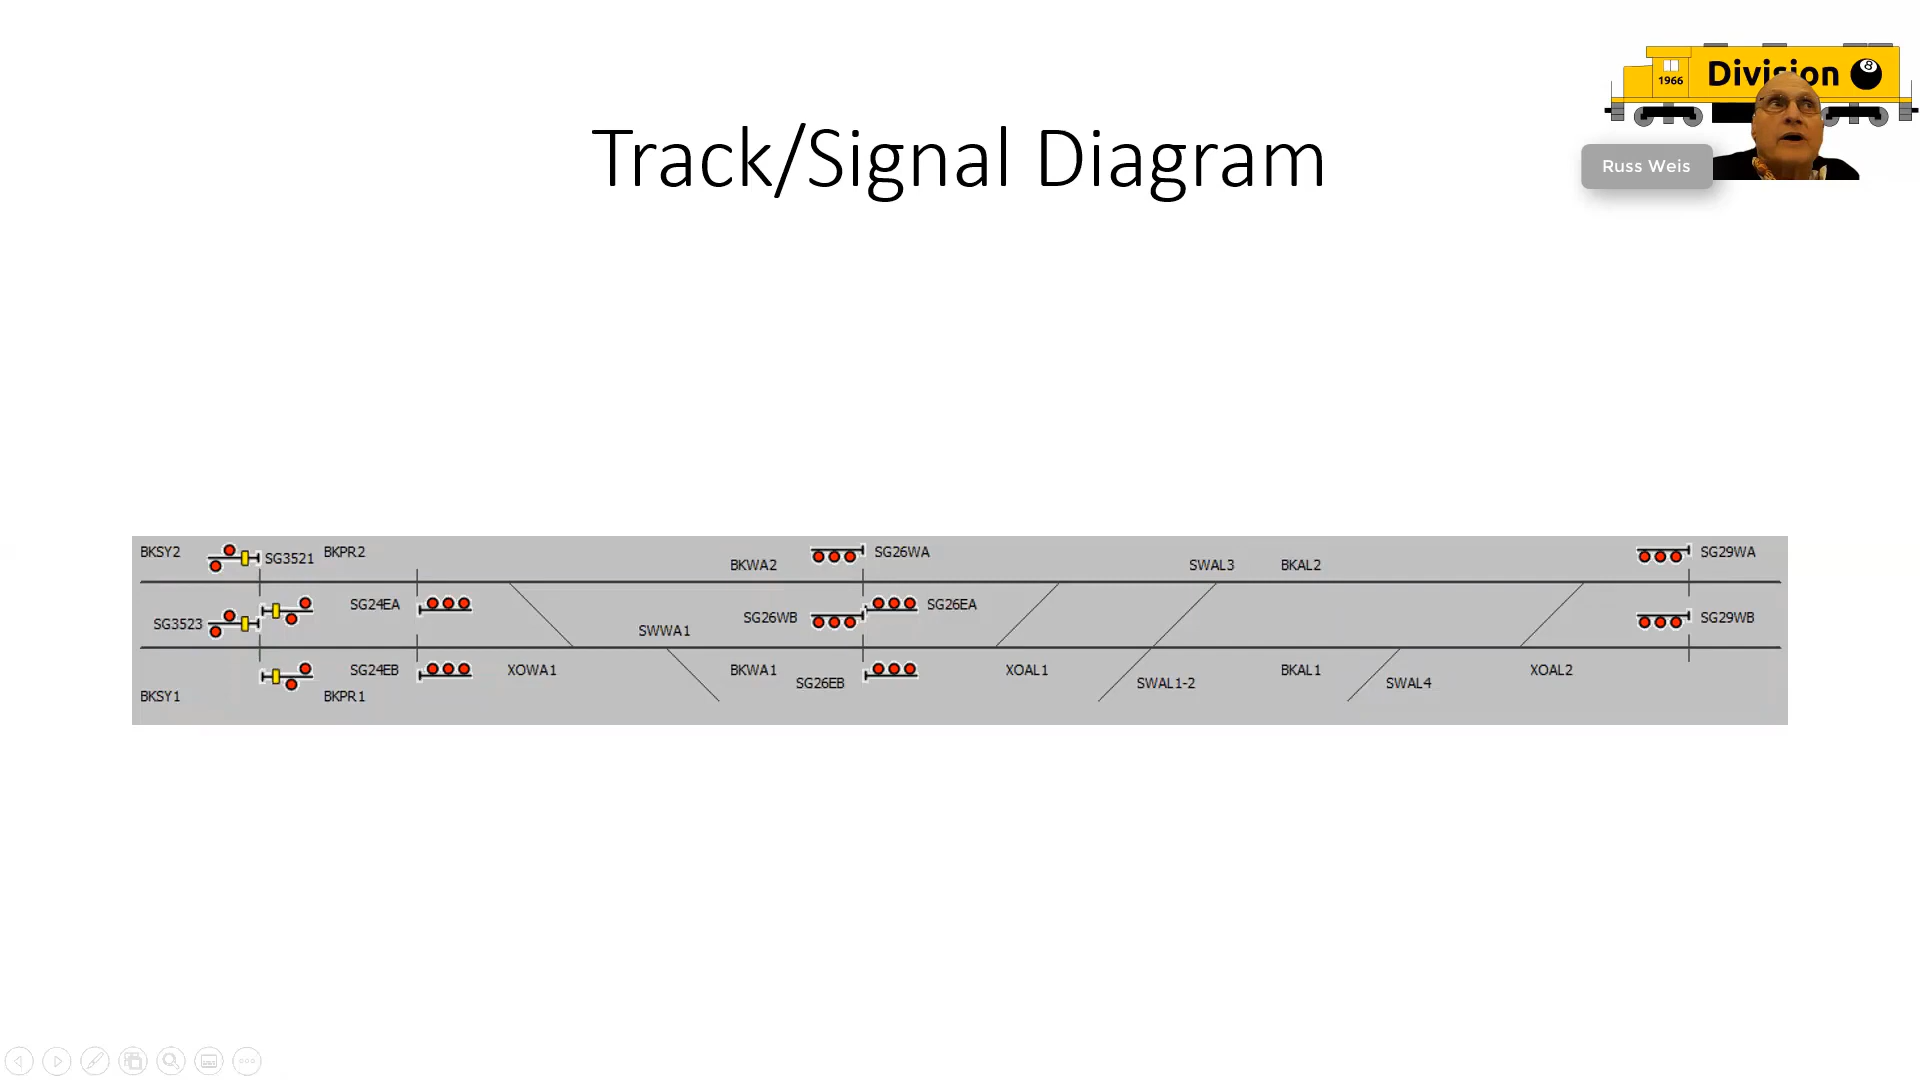 1966
Division 8
Russ Weis
Track/Signal Diagram
BKSY2
SG3521
BKPR2
BKWA2
SG26WA
SWAL3
BKAL2
SG29WA
SG3523
SG24EA
SWWA1
SG26WB
SG26EA
SG29WB
BKSY1
SG24EB
BKPR1
XOWA1
BKWA1
SG26EB
XOAL1
SWAL1-2
BKAL1
SWAL4
XOAL2